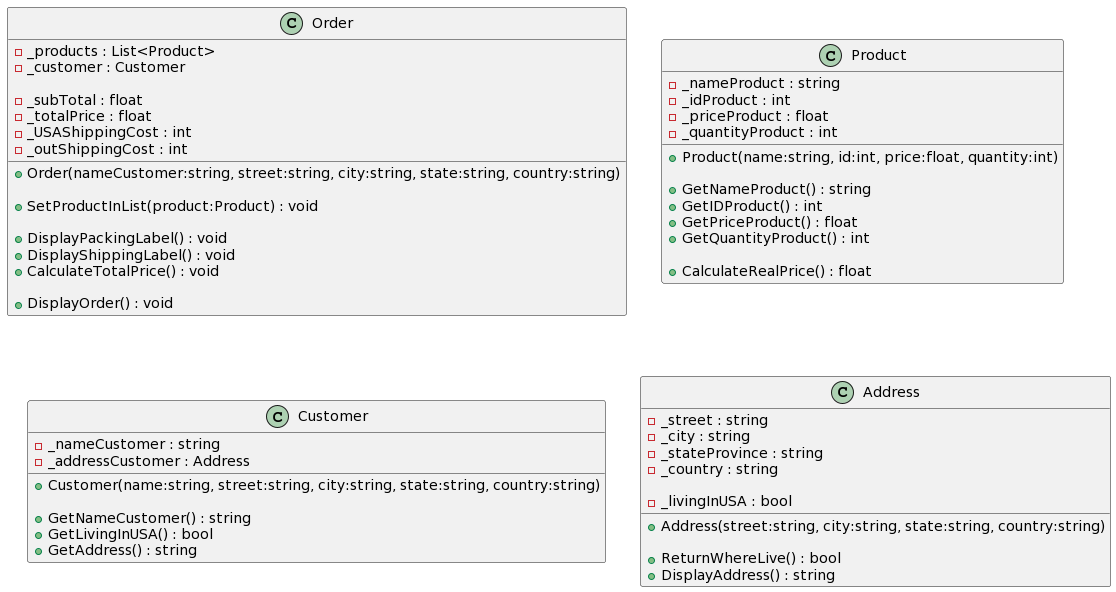 C Order
_products : List<Product>
_customer : Customer
_subTotal : float
_totalPrice : float
_USAShippingCost : int
_outShippingCost : int
Order(nameCustomer:string, street:string, city:string, state:string, country:string)
SetProductInList(product:Product) : void
DisplayPackingLabel() : void
DisplayShippingLabel() : void
CalculateTotalPrice() : void
DisplayOrder() : void
C Product
_nameProduct : string
_idProduct : int
_priceProduct : float
_quantityProduct : int
Product(name:string, id:int, price:float, quantity:int)
GetNameProduct() : string
GetIDProduct() : int
GetPriceProduct() : float
GetQuantityProduct() : int
CalculateRealPrice() : float
C Customer
_nameCustomer : string
_addressCustomer : Address
Customer(name:string, street:string, city:string, state:string, country:string)
GetNameCustomer() : string
GetLivingInUSA() : bool
GetAddress() : string
C Address
_street : string
_city : string
_stateProvince : string
_country : string
_livingInUSA : bool
Address(street:string, city:string, state:string, country:string)
ReturnWhereLive() : bool
DisplayAddress() : string